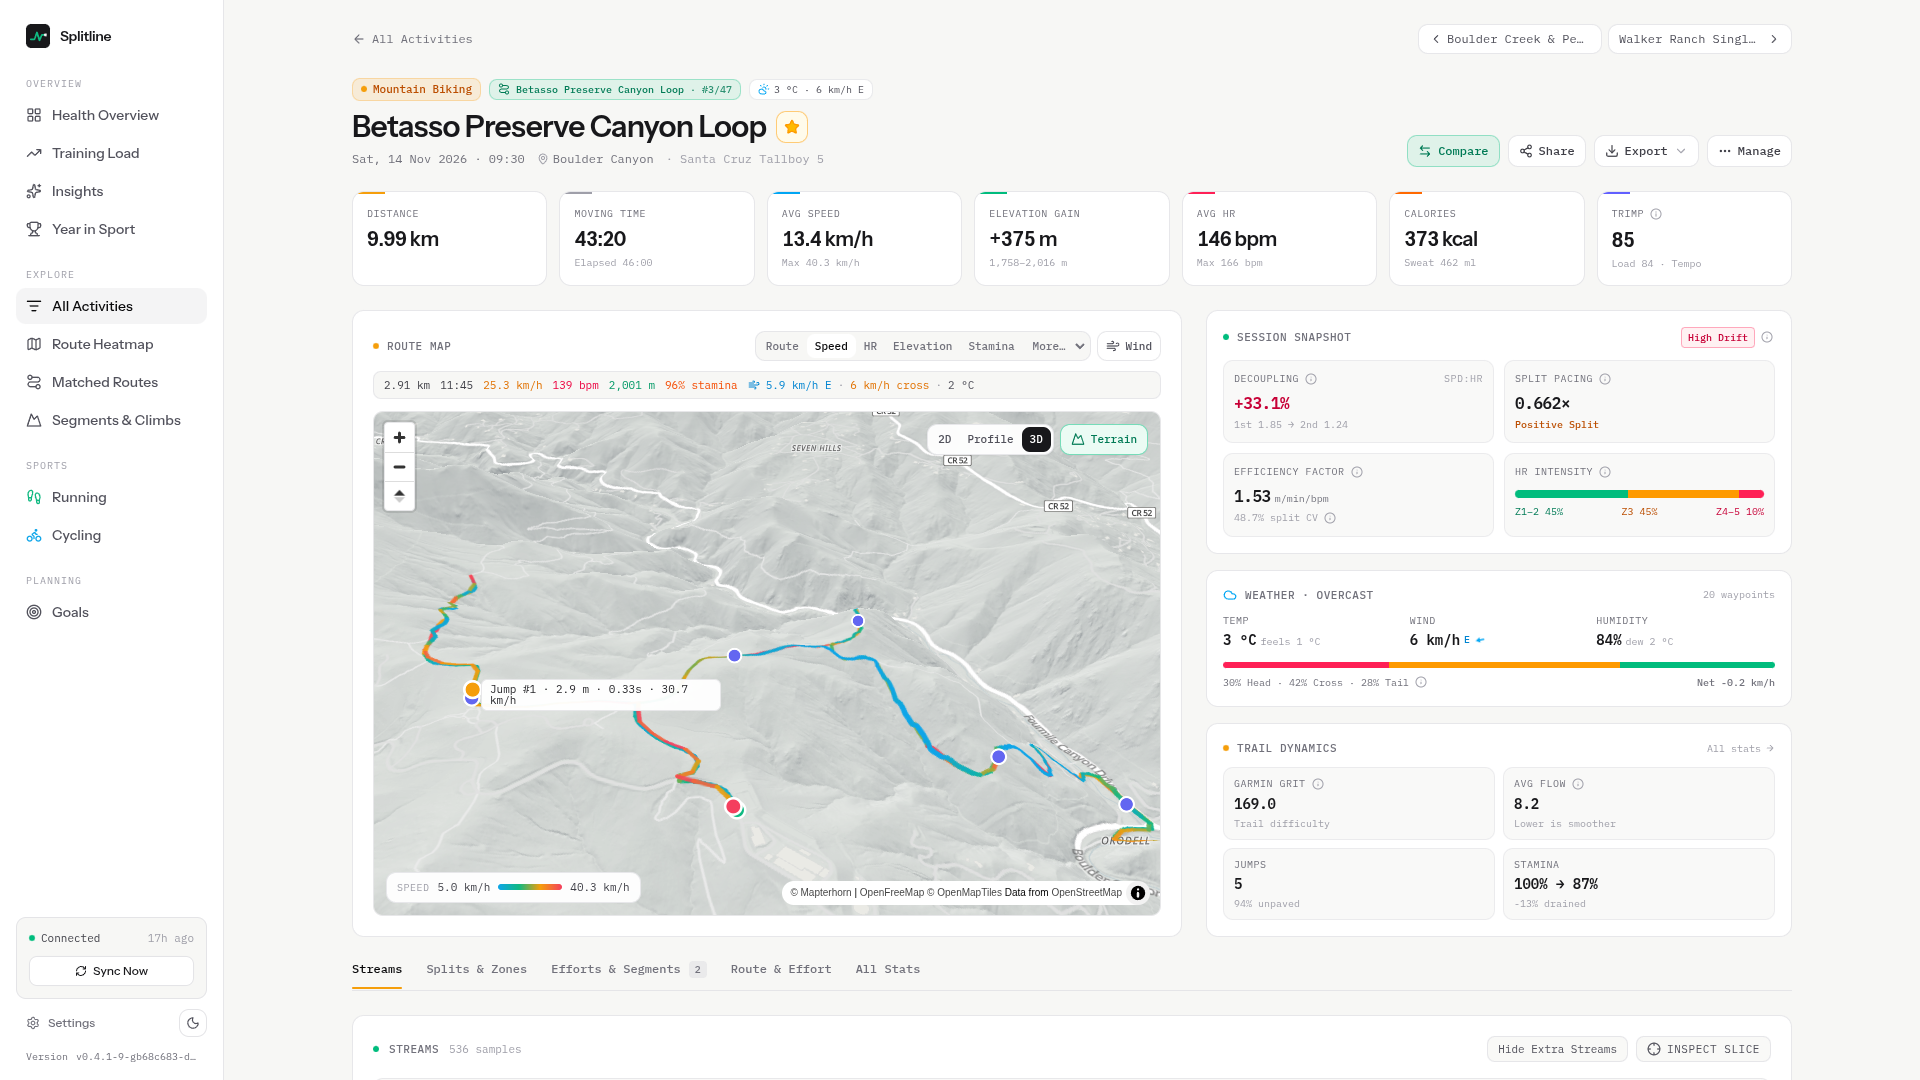 Splitline
OVERVIEW
Health Overview
Training Load
Insights
Year in Sport
EXPLORE
All Activities
Route Heatmap
Matched Routes
Segments & Climbs
SPORTS
Running
Cycling
PLANNING
Goals
Connected
17h ago
Sync Now
Settings
Version v0.4.1-9-gb68c683-d…
All Activities
Boulder Creek & Pe…
Walker Ranch Singl…
Mountain Biking
Betasso Preserve Canyon Loop · #3/47
3 °C · 6 km/h E
Betasso Preserve Canyon Loop
Sat, 14 Nov 2026 · 09:30 Boulder Canyon · Santa Cruz Tallboy 5
Compare
Share
Export
Manage
DISTANCE
9.99 km
MOVING TIME
43:20
Elapsed 46:00
AVG SPEED
13.4 km/h
Max 40.3 km/h
ELEVATION GAIN
+375 m
1,758–2,016 m
AVG HR
146 bpm
Max 166 bpm
CALORIES
373 kcal
Sweat 462 ml
TRIMP
85
Load 84 · Tempo
ROUTE MAP
Route Speed HR Elevation Stamina More…
Wind
2.91 km 11:45 25.3 km/h 139 bpm 2,001 m 96% stamina 5.9 km/h E · 6 km/h cross · 2 °C
CR 52
SEVEN HILLS
2D Profile 3D
Terrain
CR 52
CR 52
CR 52
Jump #1 · 2.9 m · 0.33s · 30.7
km/h
Fourmile Canyon Dr
ORODELL
SPEED 5.0 km/h 40.3 km/h
© Mapterhorn | OpenFreeMap © OpenMapTiles Data from OpenStreetMap
SESSION SNAPSHOT
High Drift
DECOUPLING
SPD:HR
+33.1%
1st 1.85 → 2nd 1.24
SPLIT PACING
0.662×
Positive Split
EFFICIENCY FACTOR
1.53 m/min/bpm
48.7% split CV
HR INTENSITY
Z1–2 45% Z3 45% Z4–5 10%
WEATHER · OVERCAST
20 waypoints
TEMP
3 °C feels 1 °C
WIND
6 km/h E
HUMIDITY
84% dew 2 °C
30% Head · 42% Cross · 28% Tail
Net -0.2 km/h
TRAIL DYNAMICS
All stats →
GARMIN GRIT
169.0
Trail difficulty
AVG FLOW
8.2
Lower is smoother
JUMPS
5
94% unpaved
STAMINA
100% → 87%
-13% drained
Streams
Splits & Zones
Efforts & Segments 2
Route & Effort
All Stats
STREAMS 536 samples
Hide Extra Streams
INSPECT SLICE